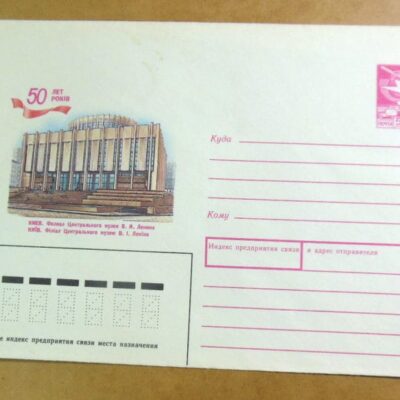 50 ЛЕТ
РОКІВ
КИЕВ. Филиал Центрального музея В. И. Ленина
КИЇВ. Філіал Центрального музею В. І. Леніна
Куда
Кому
Индекс предприятия связи и адрес отправителя
е индекс предприятия связи места назначения